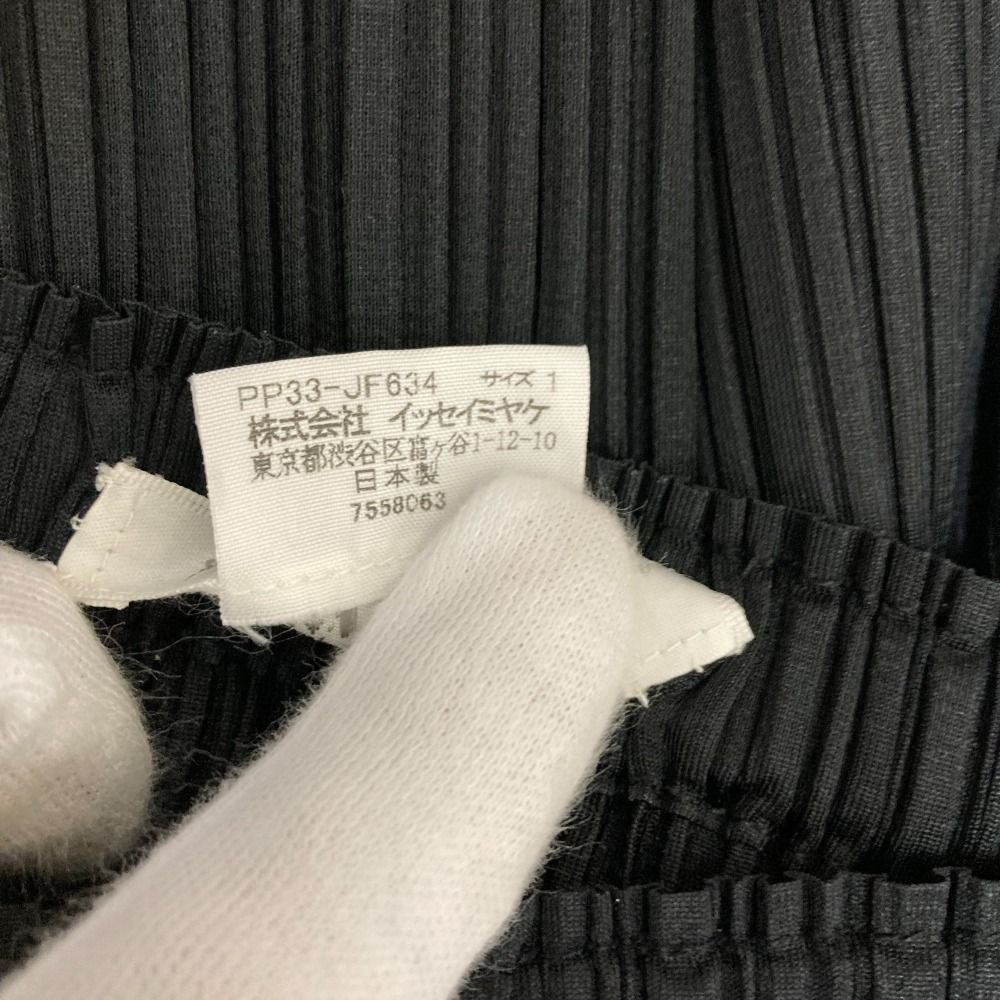 PP33-JF634 サイズ 1
株式会社 イッセイミヤケ
東京都渋谷区富ヶ谷1-12-10
日本製
7558063